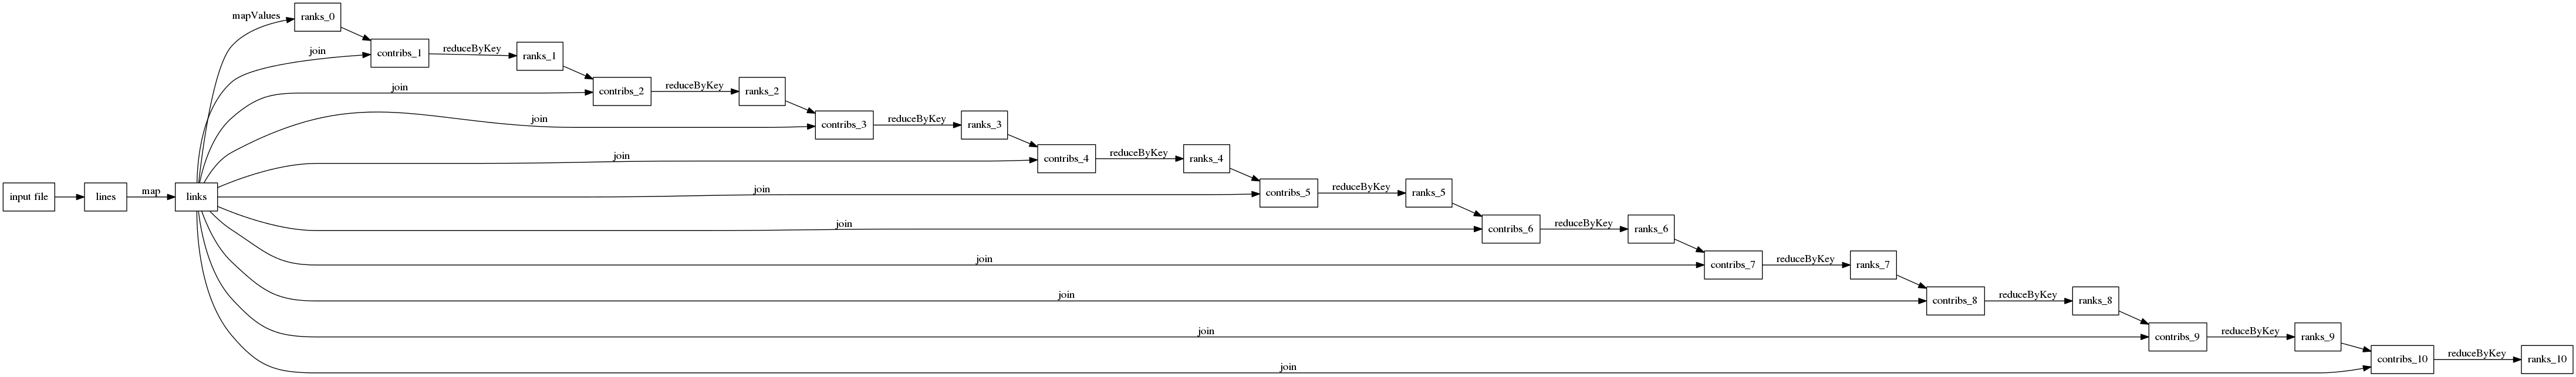 mapValues
ranks_0
join
contribs_1
reduceByKey
ranks_1
join
contribs_2
reduceByKey
ranks_2
join
contribs_3
reduceByKey
ranks_3
join
contribs_4
reduceByKey
ranks_4
input file
lines
map
links
join
contribs_5
reduceByKey
ranks_5
join
contribs_6
reduceByKey
ranks_6
join
contribs_7
reduceByKey
ranks_7
join
contribs_8
reduceByKey
ranks_8
join
contribs_9
reduceByKey
ranks_9
join
contribs_10
reduceByKey
ranks_10